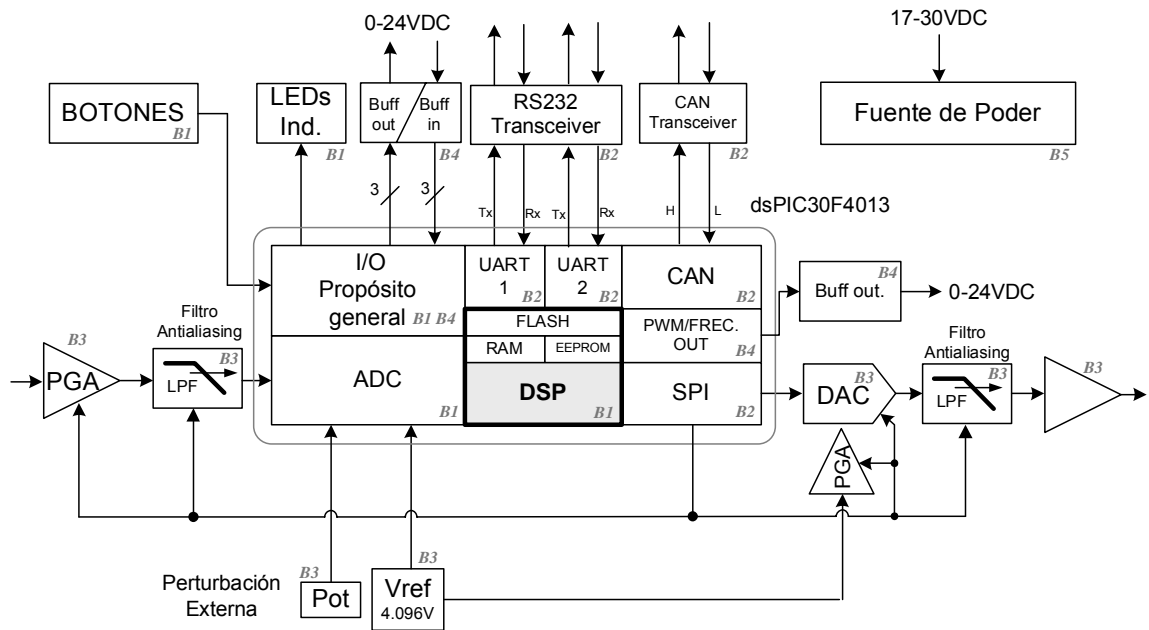 0-24VDC
17-30VDC
BOTONES
B1
LEDs
Ind.
B1
Buff
out
Buff
in
B4
RS232
Transceiver
B2
CAN
Transceiver
B2
Fuente de Poder
B5
3
3
Tx
Rx
Tx
Rx
H
L
dsPIC30F4013
I/O
Propósito
general
B1 B4
UART
1
B2
UART
2
B2
CAN
B2
B4
Buff out.
0-24VDC
FLASH
RAM
EEPROM
PWM/FREC.
OUT
B4
Filtro
Antialiasing
B3
PGA
B3
LPF
ADC
B1
DSP
B1
SPI
B2
B3
DAC
Filtro
Antialiasing
B3
LPF
B3
PGA
Perturbación
Externa
B3
Pot
B3
Vref
4.096V